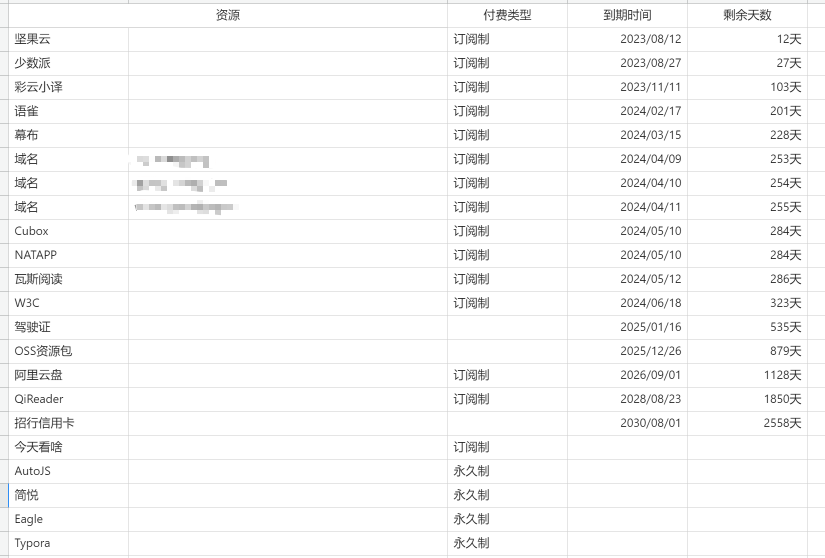 资源 付费类型 到期时间 剩余天数
坚果云 订阅制 2023/08/12 12天
少数派 订阅制 2023/08/27 27天
彩云小译 订阅制 2023/11/11 103天
语雀 订阅制 2024/02/17 201天
幕布 订阅制 2024/03/15 228天
域名 订阅制 2024/04/09 253天
域名 订阅制 2024/04/10 254天
域名 订阅制 2024/04/11 255天
Cubox 订阅制 2024/05/10 284天
NATAPP 订阅制 2024/05/10 284天
瓦斯阅读 订阅制 2024/05/12 286天
W3C 订阅制 2024/06/18 323天
驾驶证 2025/01/16 535天
OSS资源包 2025/12/26 879天
阿里云盘 订阅制 2026/09/01 1128天
QiReader 订阅制 2028/08/23 1850天
招行信用卡 2030/08/01 2558天
今天看啥 订阅制
AutoJS 永久制
简悦 永久制
Eagle 永久制
Typora 永久制